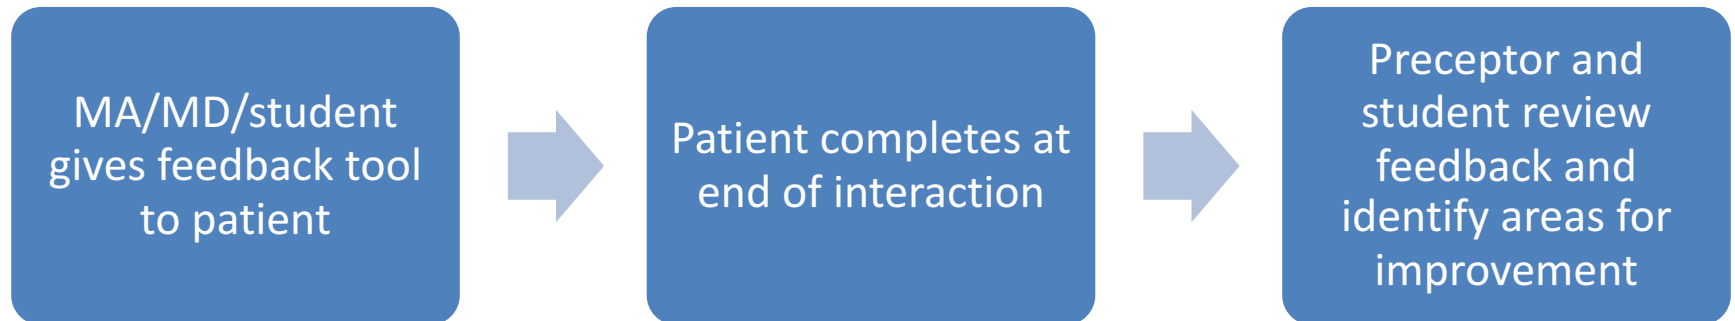 MA/MD/student
gives feedback tool
to patient
Patient completes at
end of interaction
Preceptor and
student review
feedback and
identify areas for
improvement